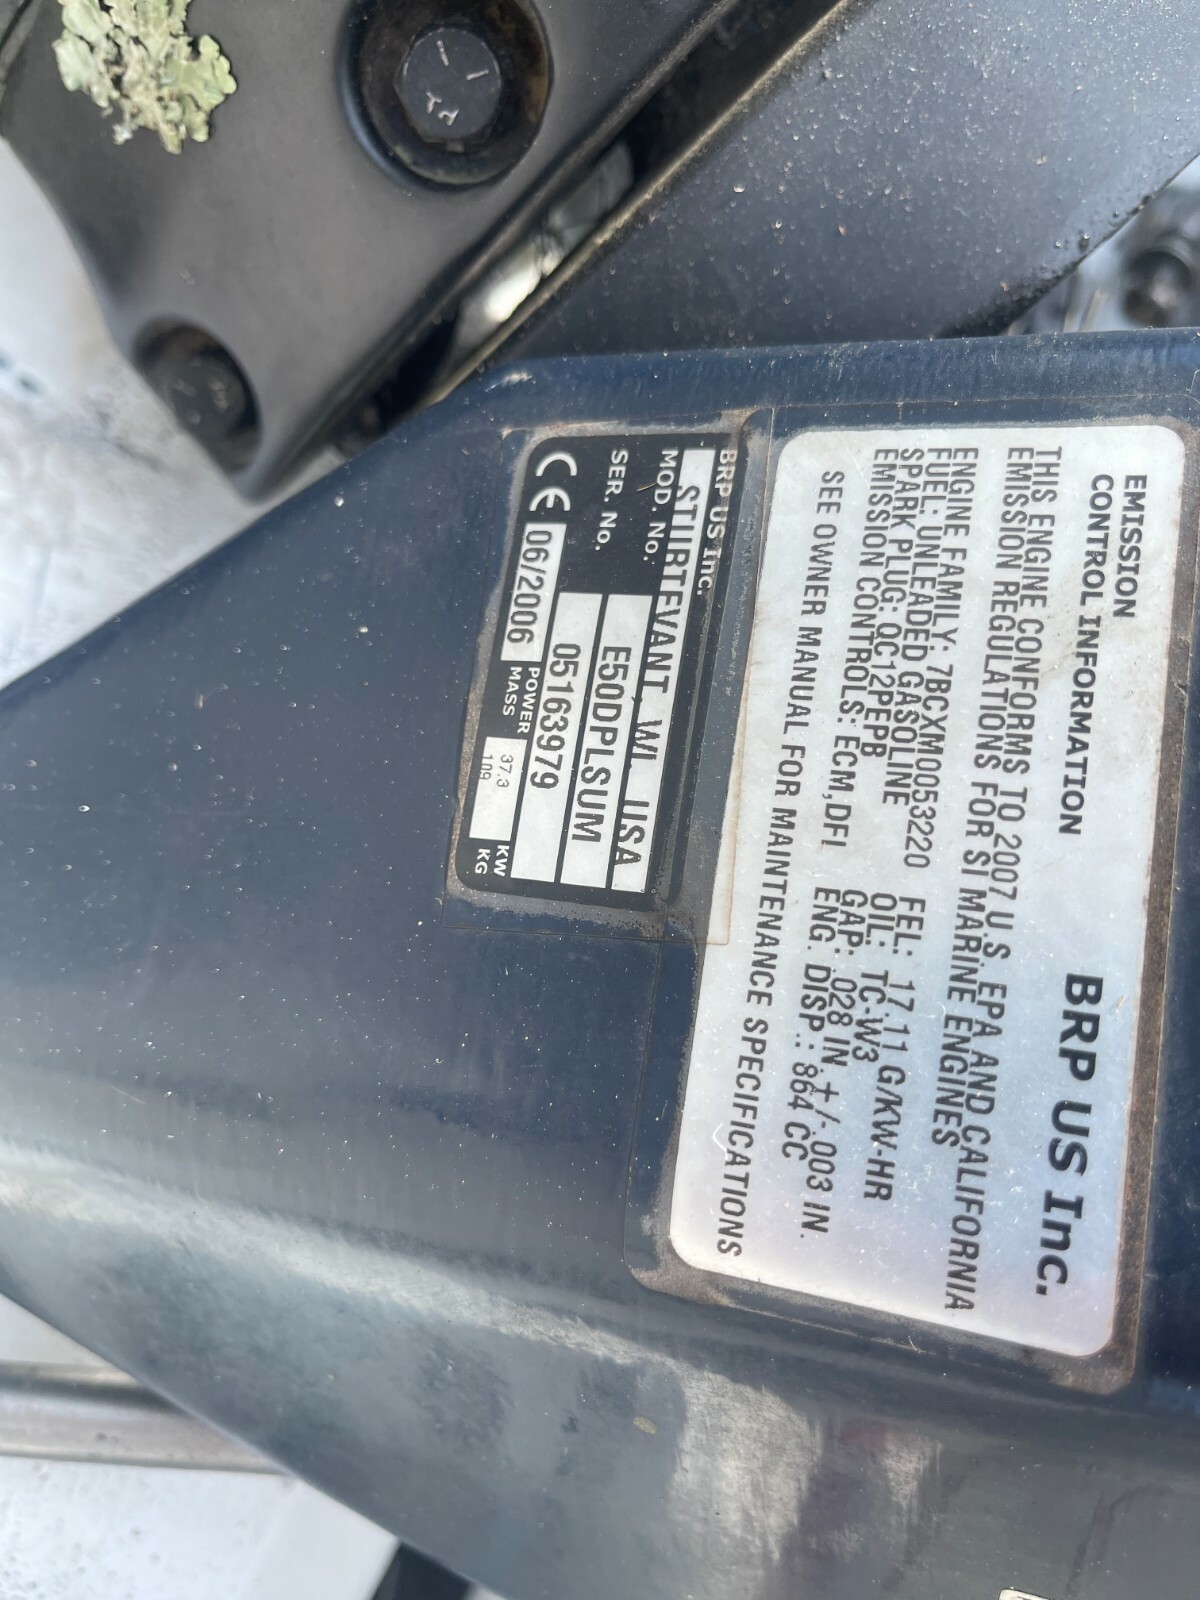 EMISSION
CONTROL INFORMATION
BRP US Inc.
THIS ENGINE CONFORMS TO 2007 U.S. EPA AND CALIFORNIA
EMISSION REGULATIONS FOR SI MARINE ENGINES
ENGINE FAMILY: 7BCXM0053220 FEL: 17.11 G/KW-HR
FUEL: UNLEADED GASOLINE OIL: TC-W3
SPARK PLUG: QC12PEPB GAP: .028 IN. +/-.003 IN.
EMISSION CONTROLS: ECM,DFI ENG. DISP.: 864 CC
SEE OWNER MANUAL FOR MAINTENANCE SPECIFICATIONS
BRP US Inc.
STURTEVANT, WI. USA
MOD. No. E50DPLSUM
SER. No. 05163979
CE 06/2006 POWER 37.3 KW
MASS 109 KG